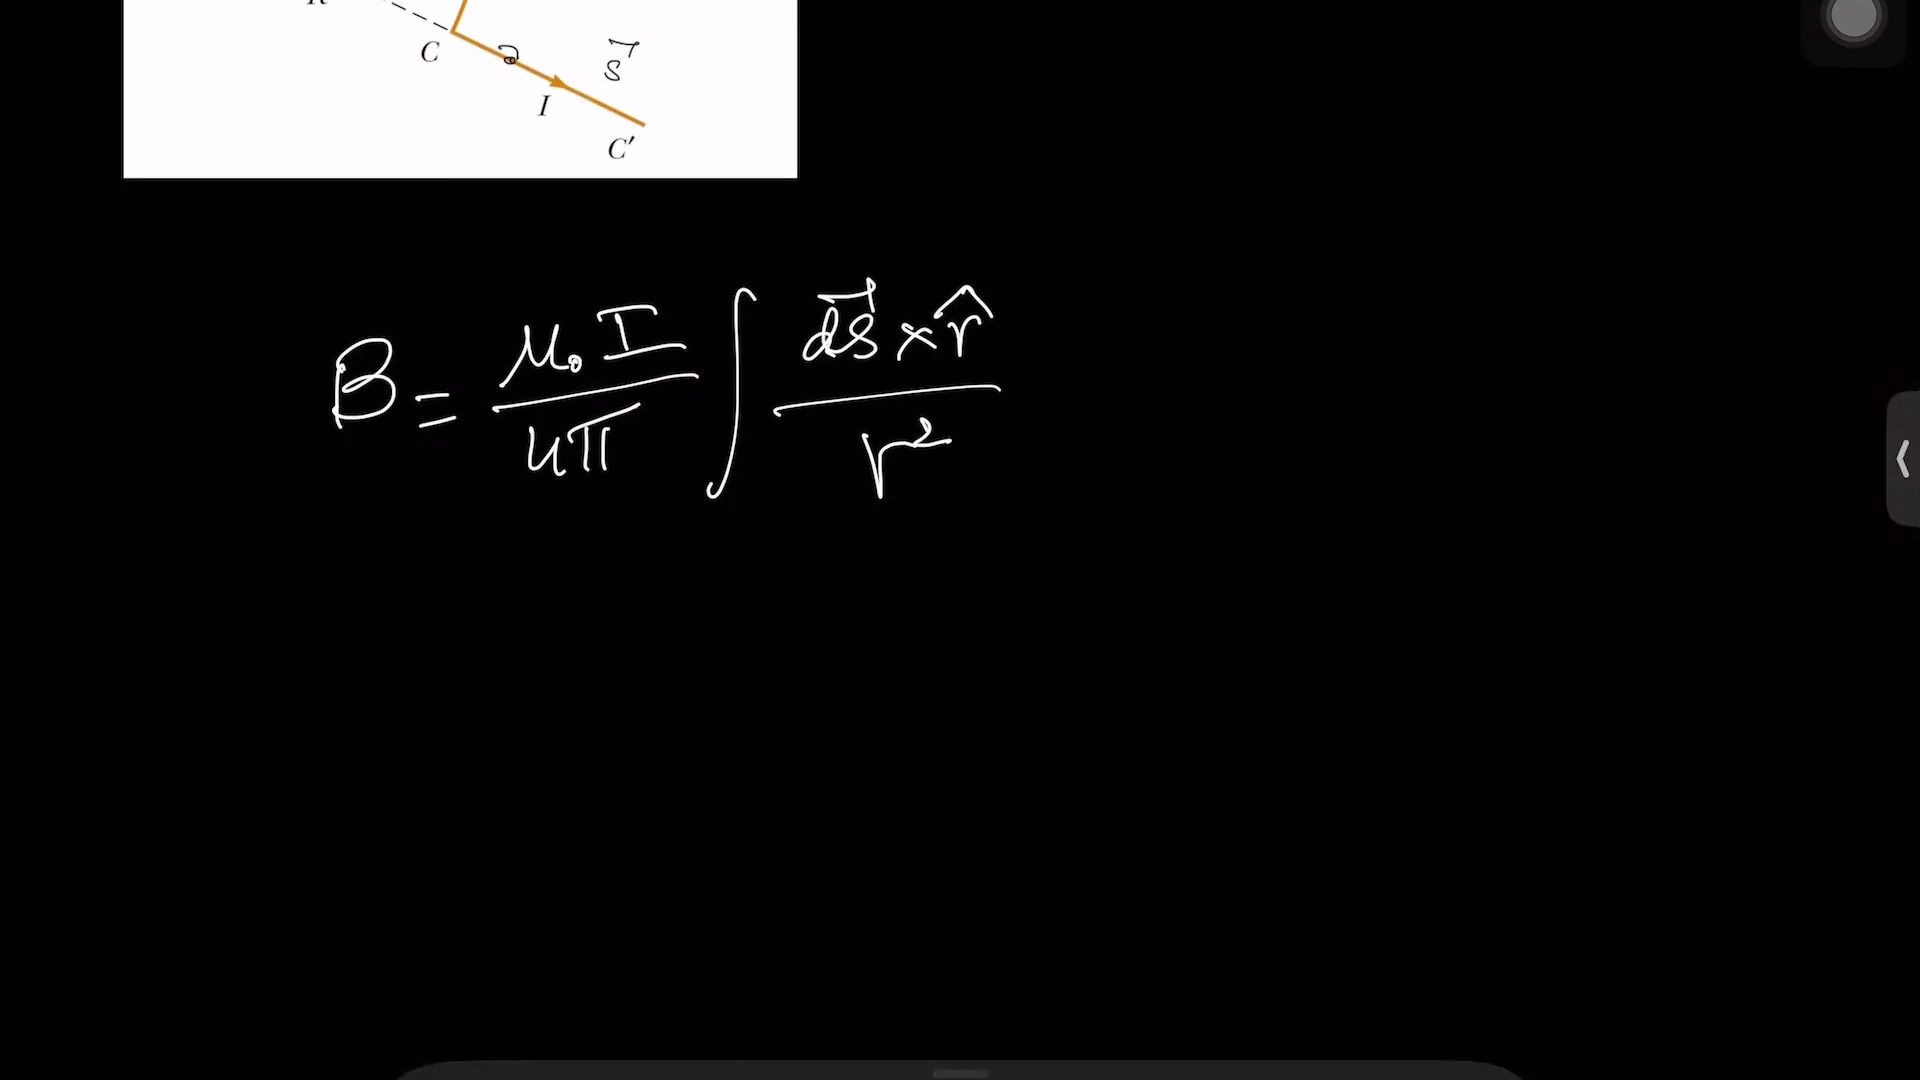 R
C
s⃗
I
C′
B = μ₀I / 4π ∫ ds⃗ × r̂ / r²